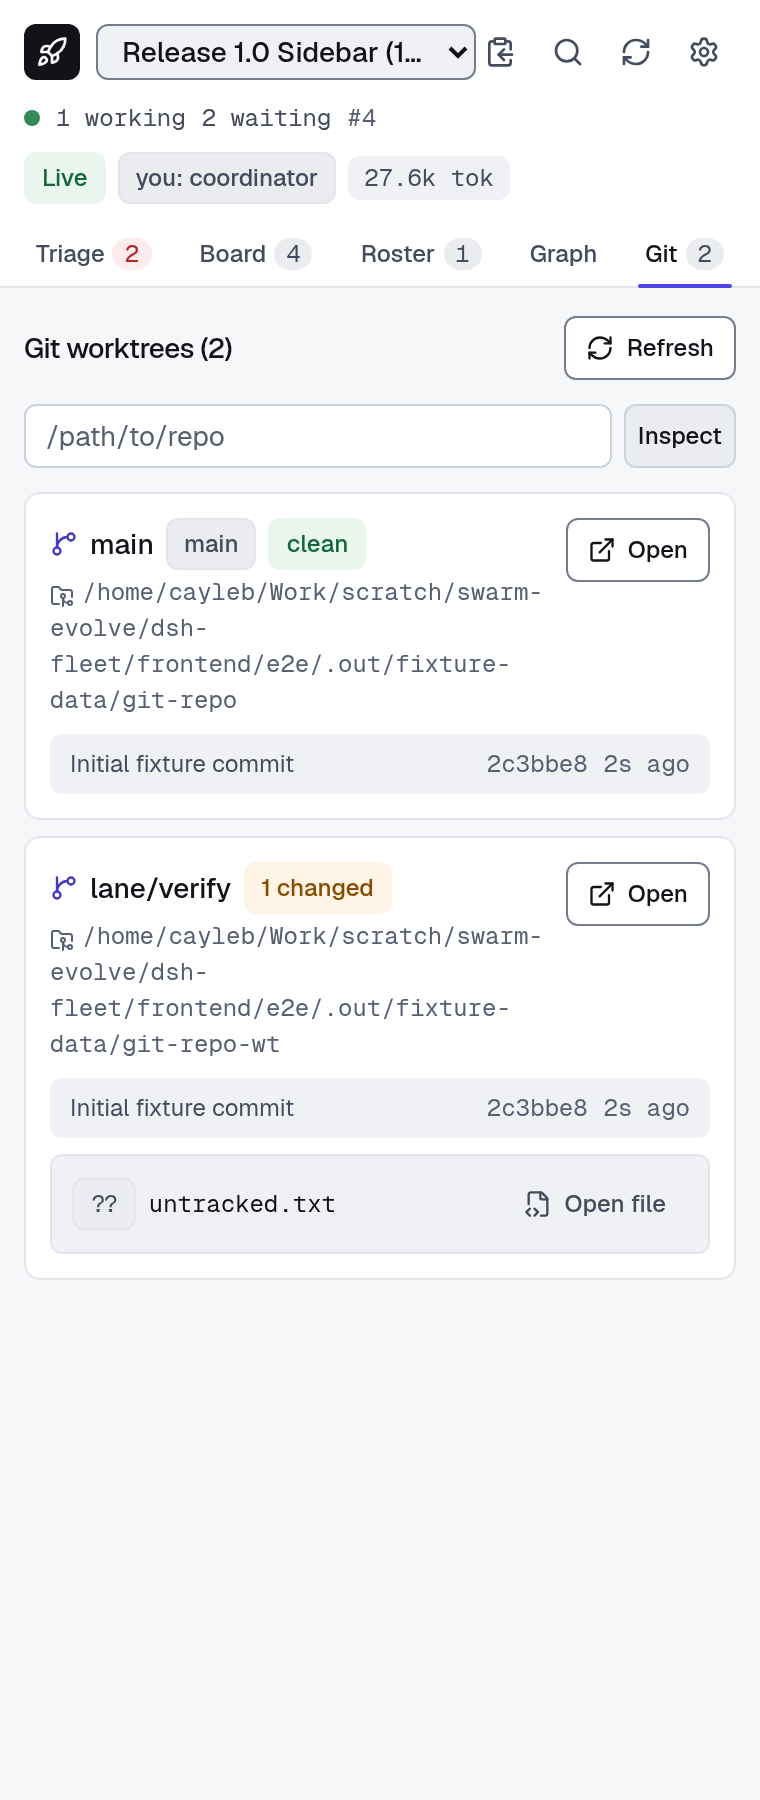 Release 1.0 Sidebar (1...
1 working 2 waiting #4
Live you: coordinator 27.6k tok
Triage 2 Board 4 Roster 1 Graph Git 2
Git worktrees (2) Refresh
/path/to/repo Inspect
main main clean Open
/home/cayleb/Work/scratch/swarm-
evolve/dsh-
fleet/frontend/e2e/.out/fixture-
data/git-repo
Initial fixture commit 2c3bbe8 2s ago
lane/verify 1 changed Open
/home/cayleb/Work/scratch/swarm-
evolve/dsh-
fleet/frontend/e2e/.out/fixture-
data/git-repo-wt
Initial fixture commit 2c3bbe8 2s ago
?? untracked.txt Open file